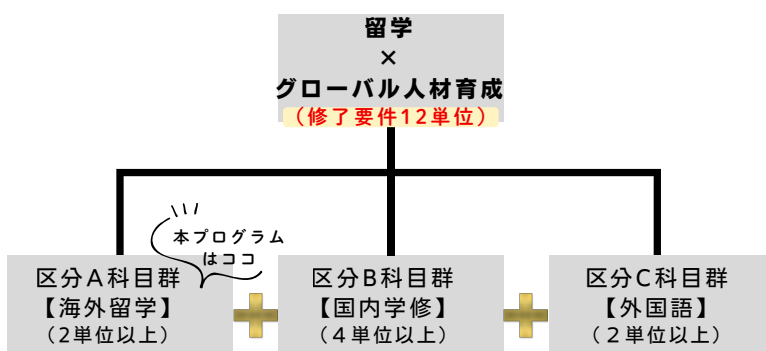 留学
×
グローバル人材育成
（修了要件12単位）
本プログラム
はココ
区分A科目群
【海外留学】
（2単位以上）
区分B科目群
【国内学修】
（４単位以上）
区分C科目群
【外国語】
（２単位以上）